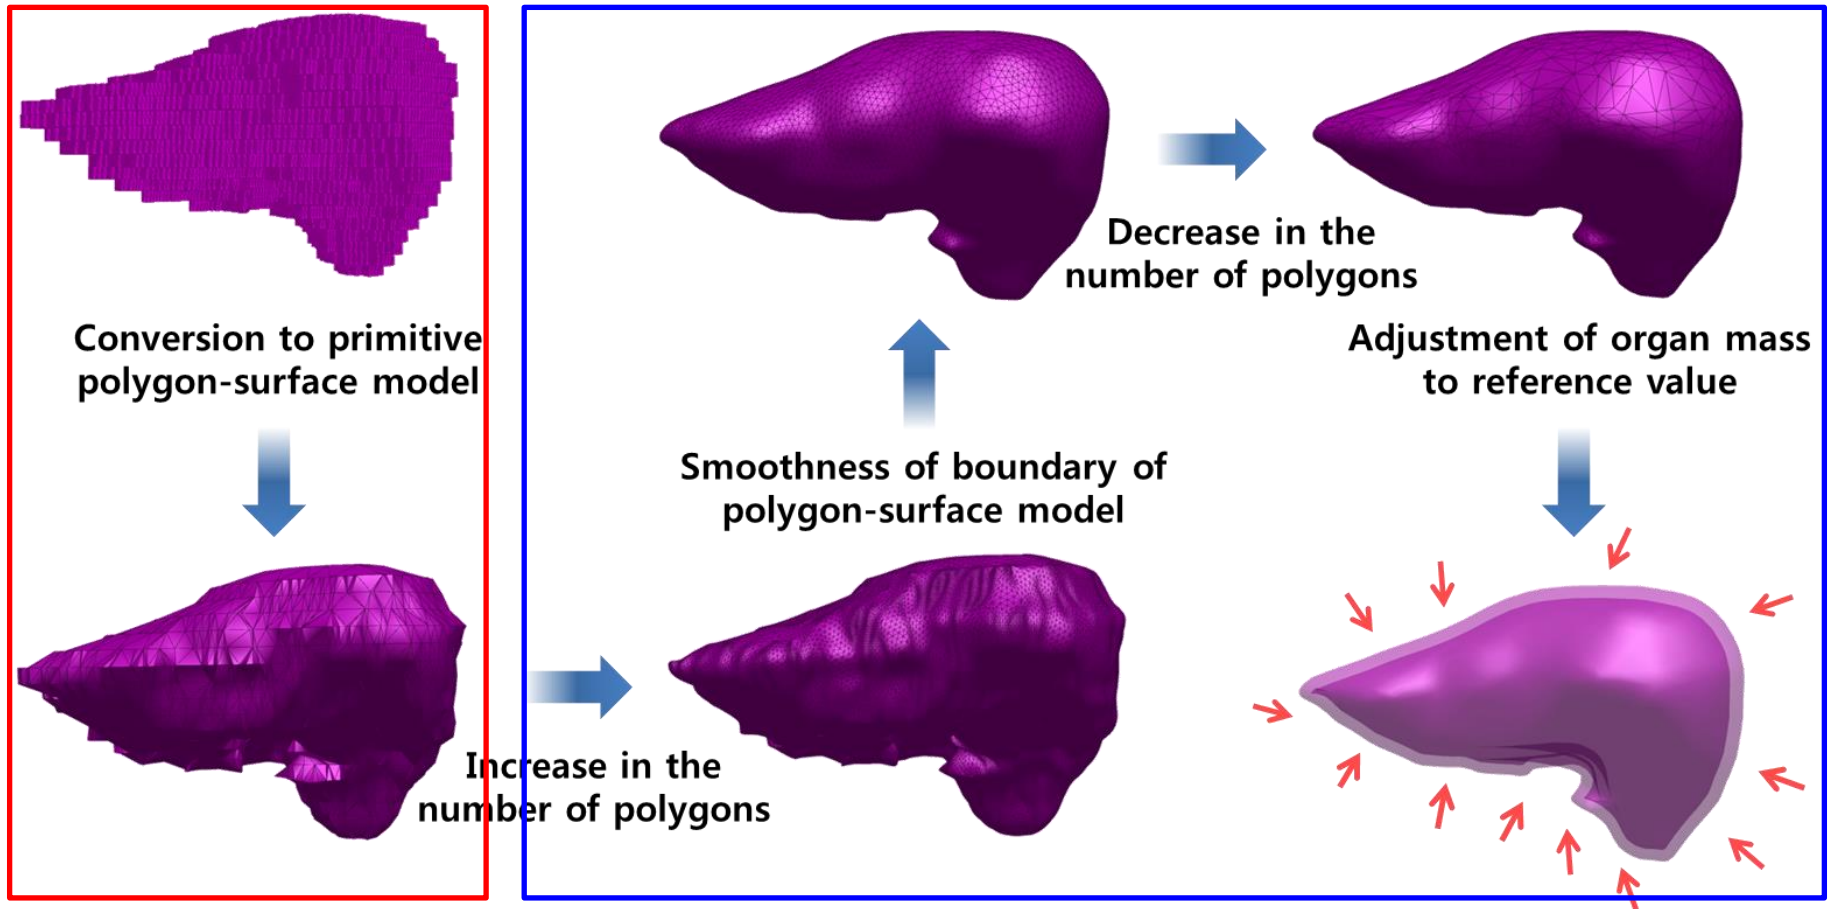 Conversion to primitive
polygon-surface model
Increase in the
number of polygons
Smoothness of boundary of
polygon-surface model
Decrease in the
number of polygons
Adjustment of organ mass
to reference value